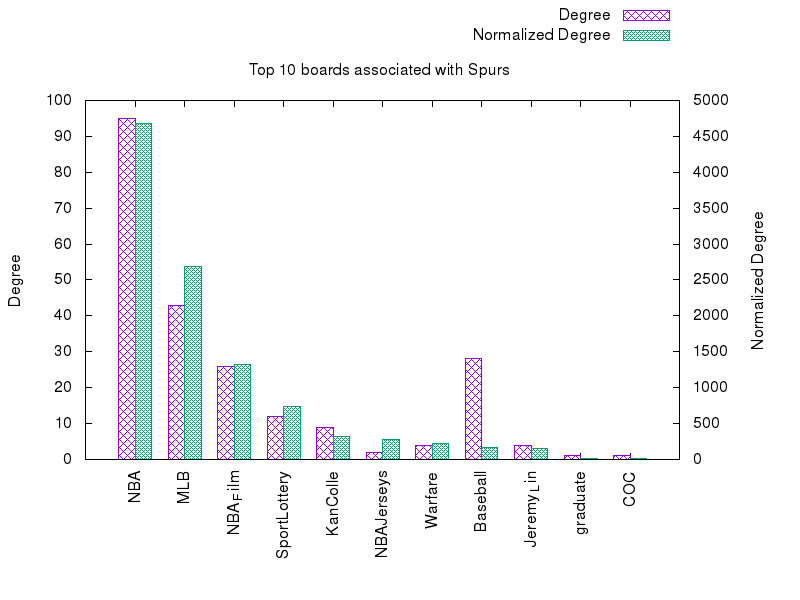 Degree
Normalized Degree
Top 10 boards associated with Spurs
100
90
80
70
60
50
40
30
20
10
0
5000
4500
4000
3500
3000
2500
2000
1500
1000
500
0
Degree
Normalized Degree
NBA
MLB
NBAFilm
SportLottery
KanColle
NBAJerseys
Warfare
Baseball
JeremyLin
graduate
COC